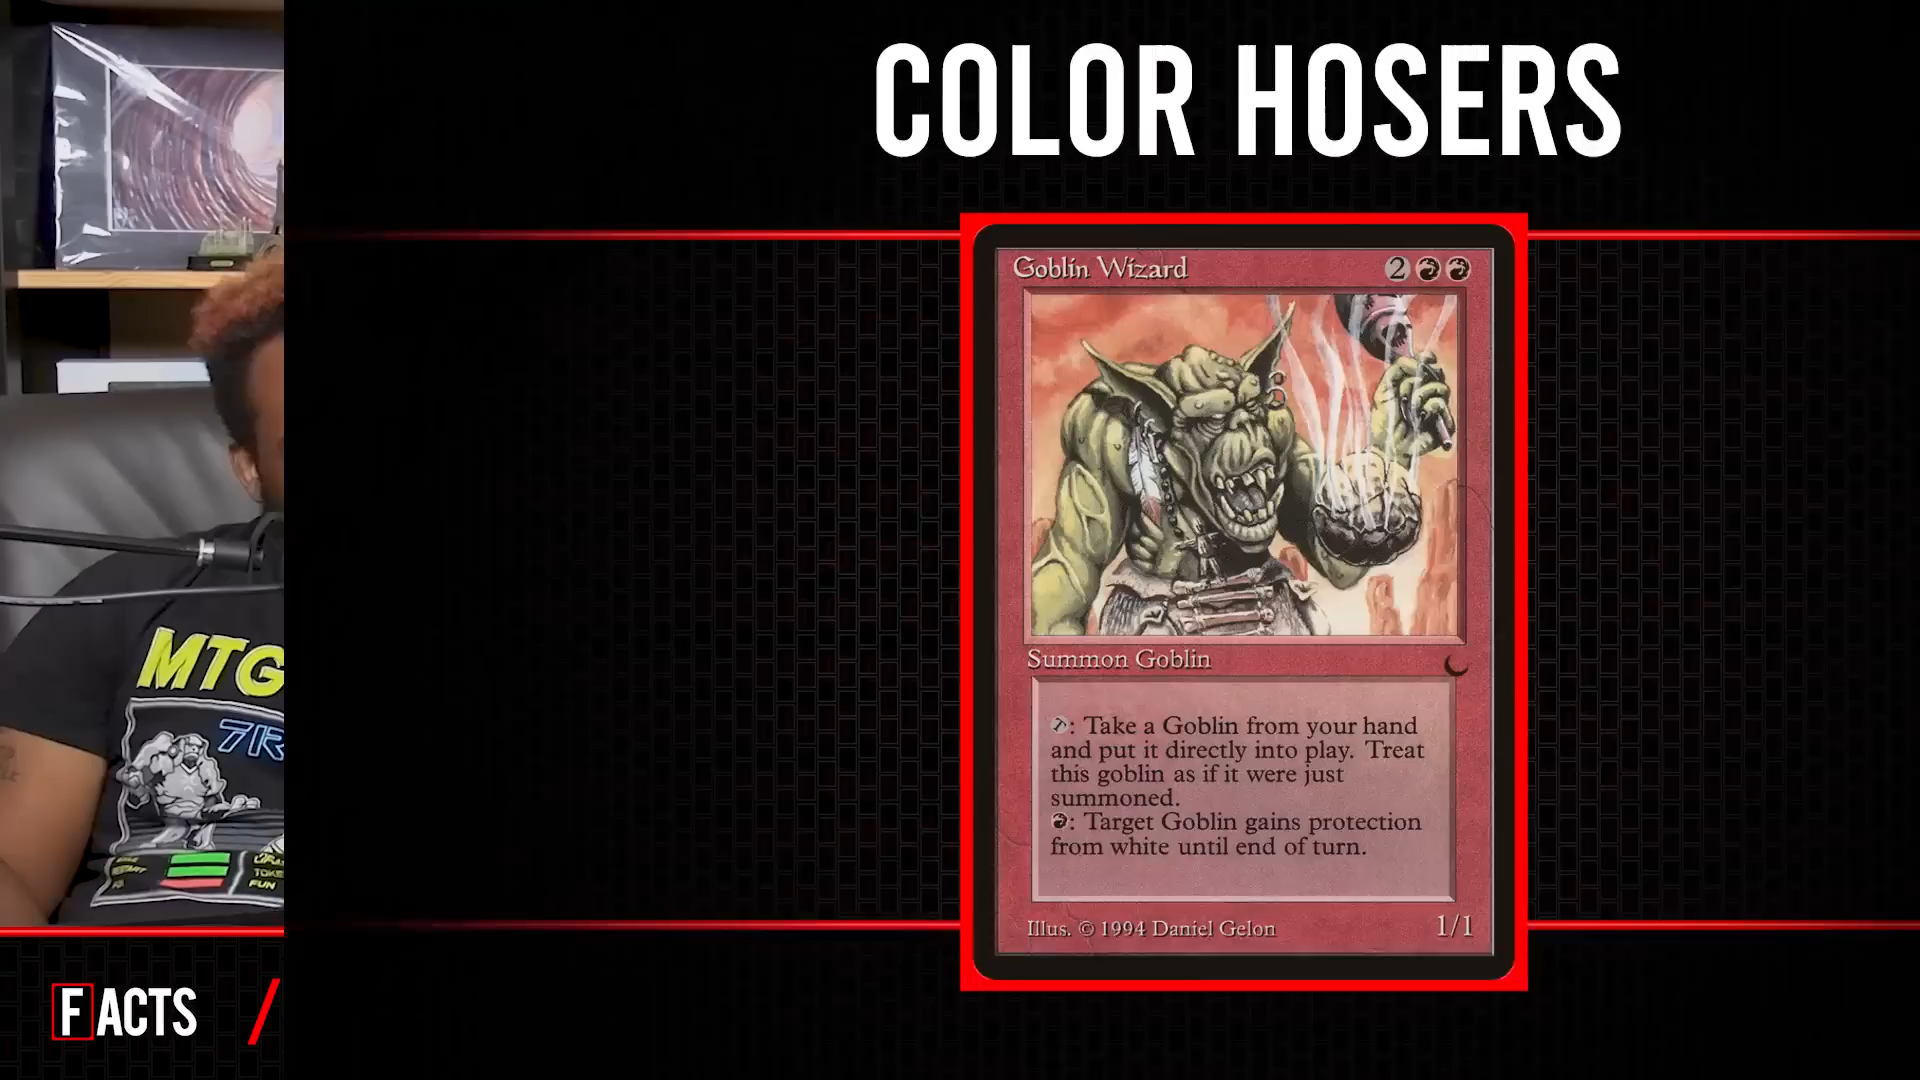 COLOR HOSERS
Goblin Wizard 2
Summon Goblin
: Take a Goblin from your hand
and put it directly into play. Treat
this goblin as if it were just
summoned.
: Target Goblin gains protection
from white until end of turn.
Illus. © 1994 Daniel Gelon 1/1
MTG
7R
FUN
FACTS /